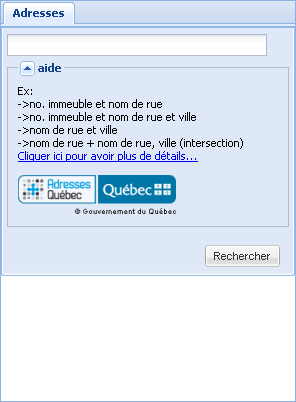 Adresses
aide
Ex:
->no. immeuble et nom de rue
->no. immeuble et nom de rue et ville
->nom de rue et ville
->nom de rue + nom de rue, ville (intersection)
Cliquer ici pour avoir plus de détails...
Adresses Québec
Québec
© Gouvernement du Québec
Rechercher